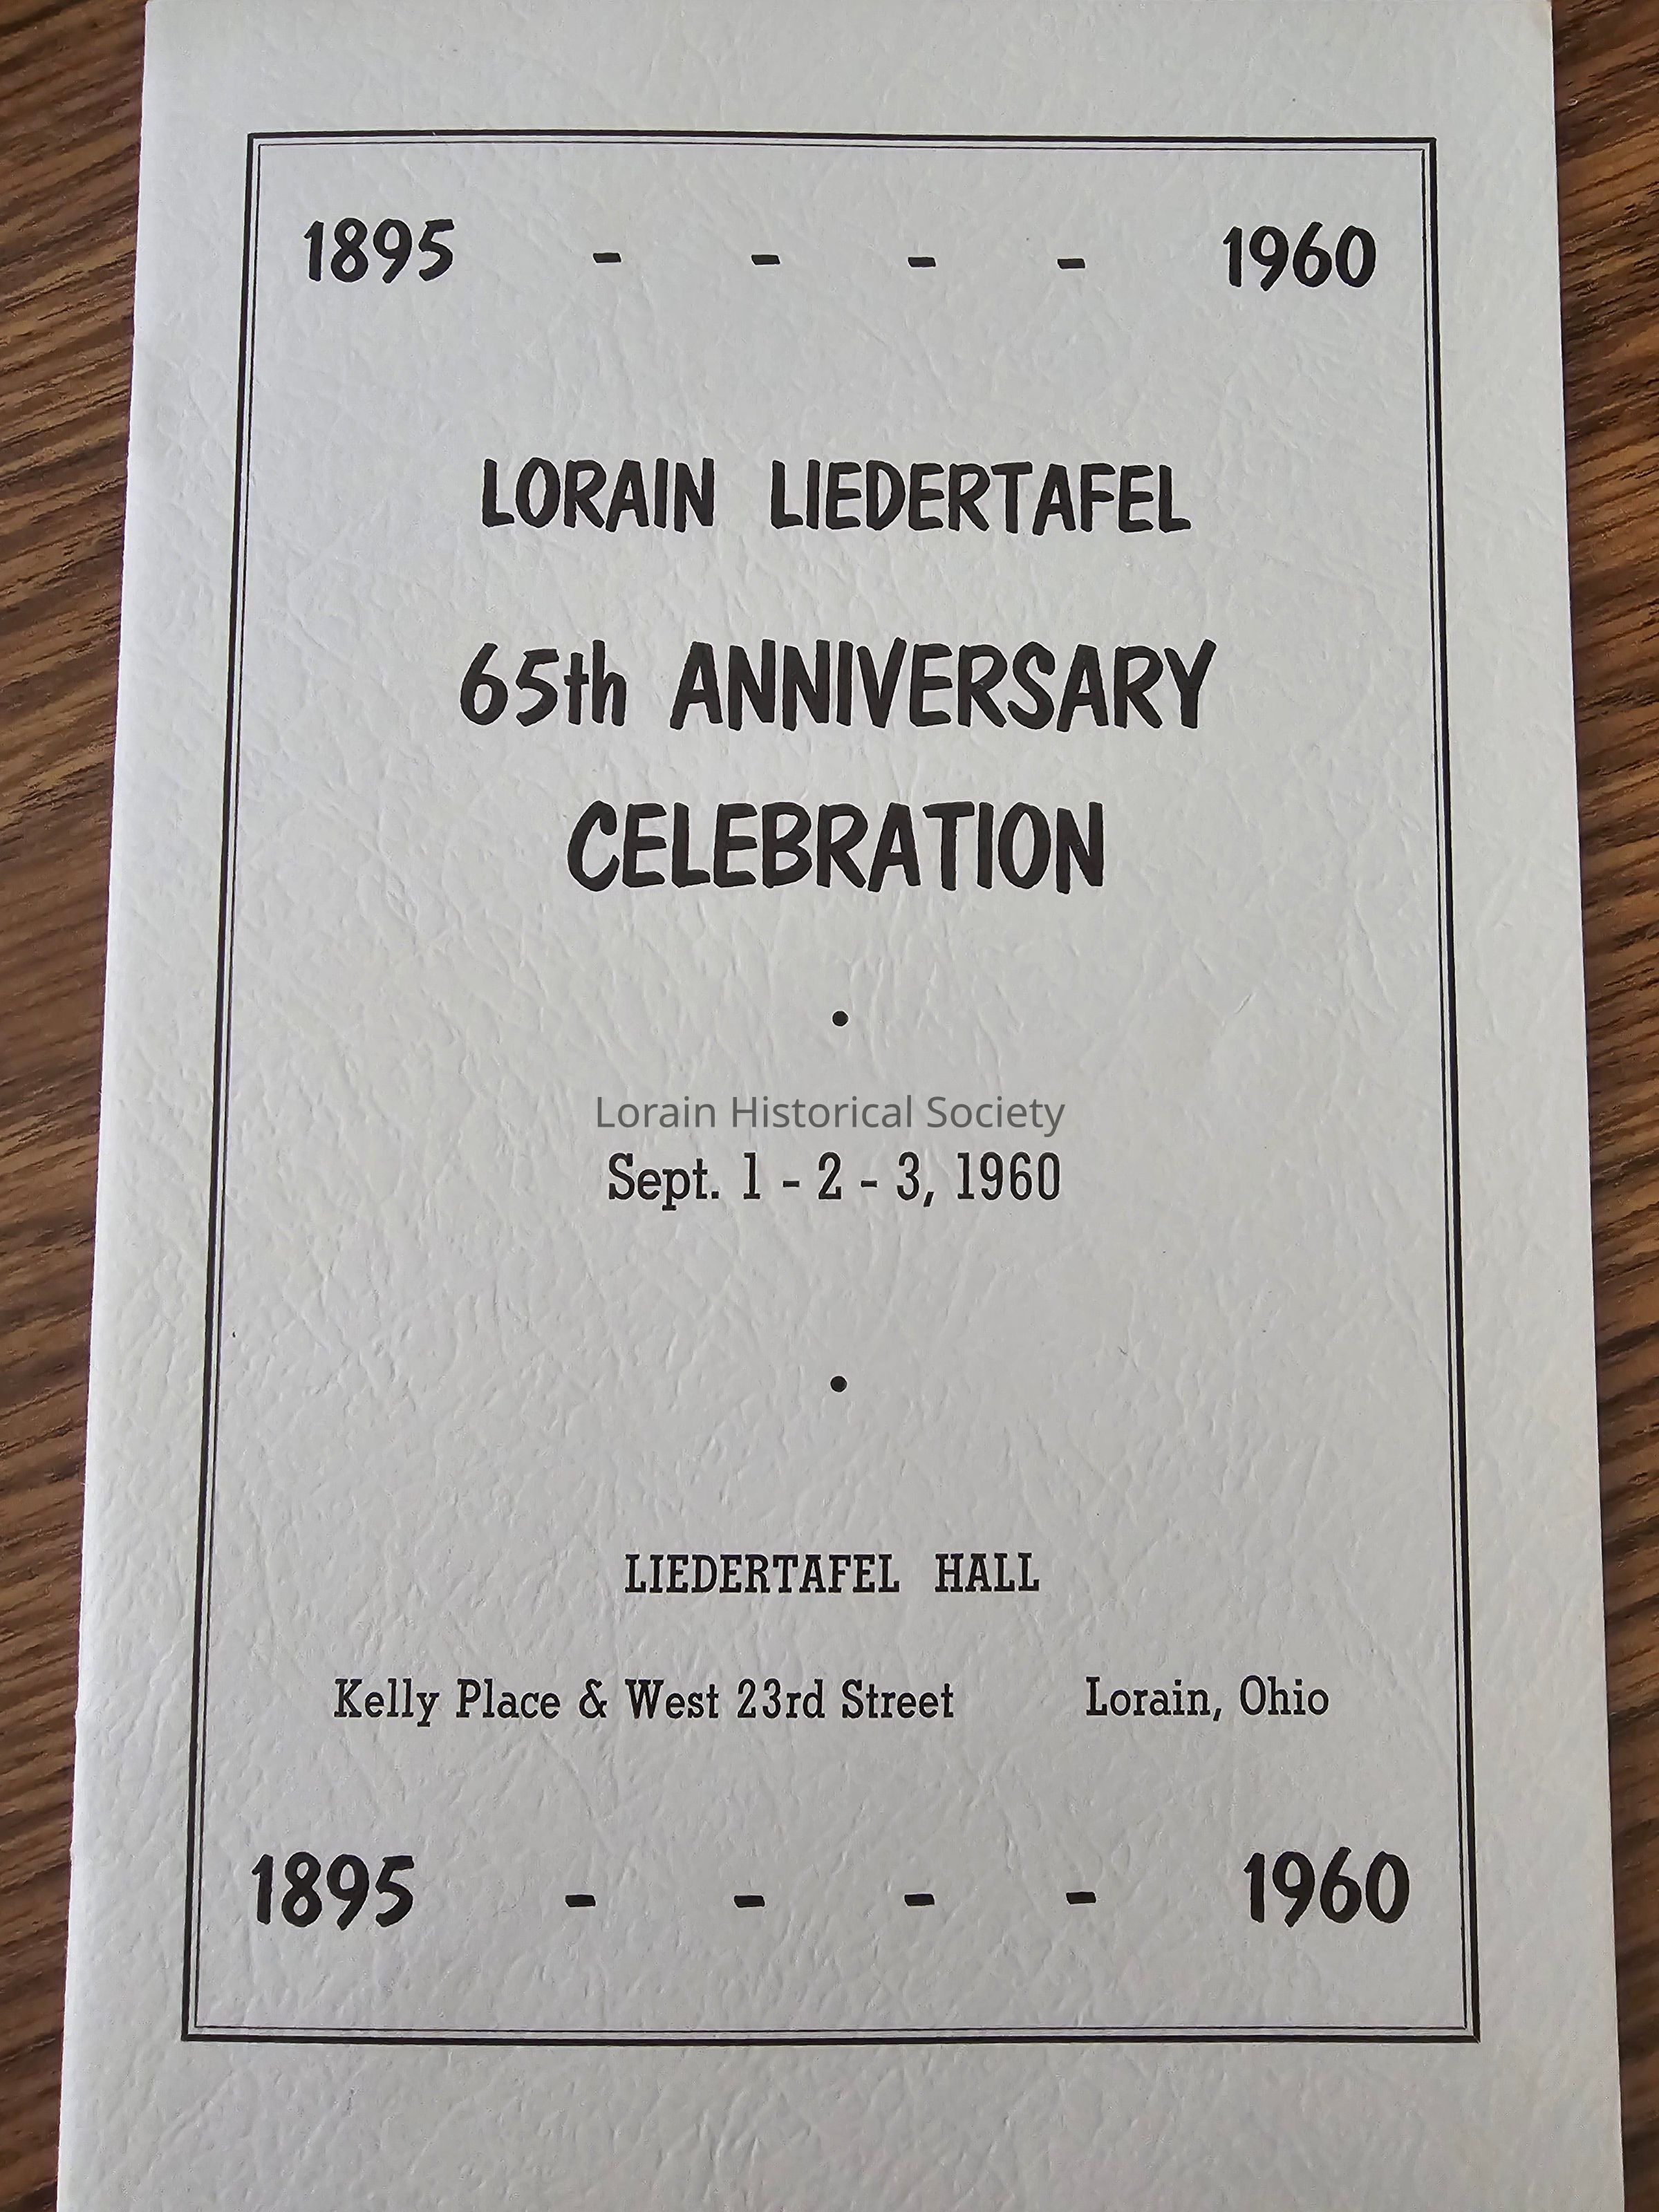 1895 - - - - 1960
LORAIN LIEDERTAFEL
65th ANNIVERSARY
CELEBRATION
•
Lorain Historical Society
Sept. 1 - 2 - 3, 1960
•
LIEDERTAFEL HALL
Kelly Place & West 23rd Street Lorain, Ohio
1895 - - - - 1960